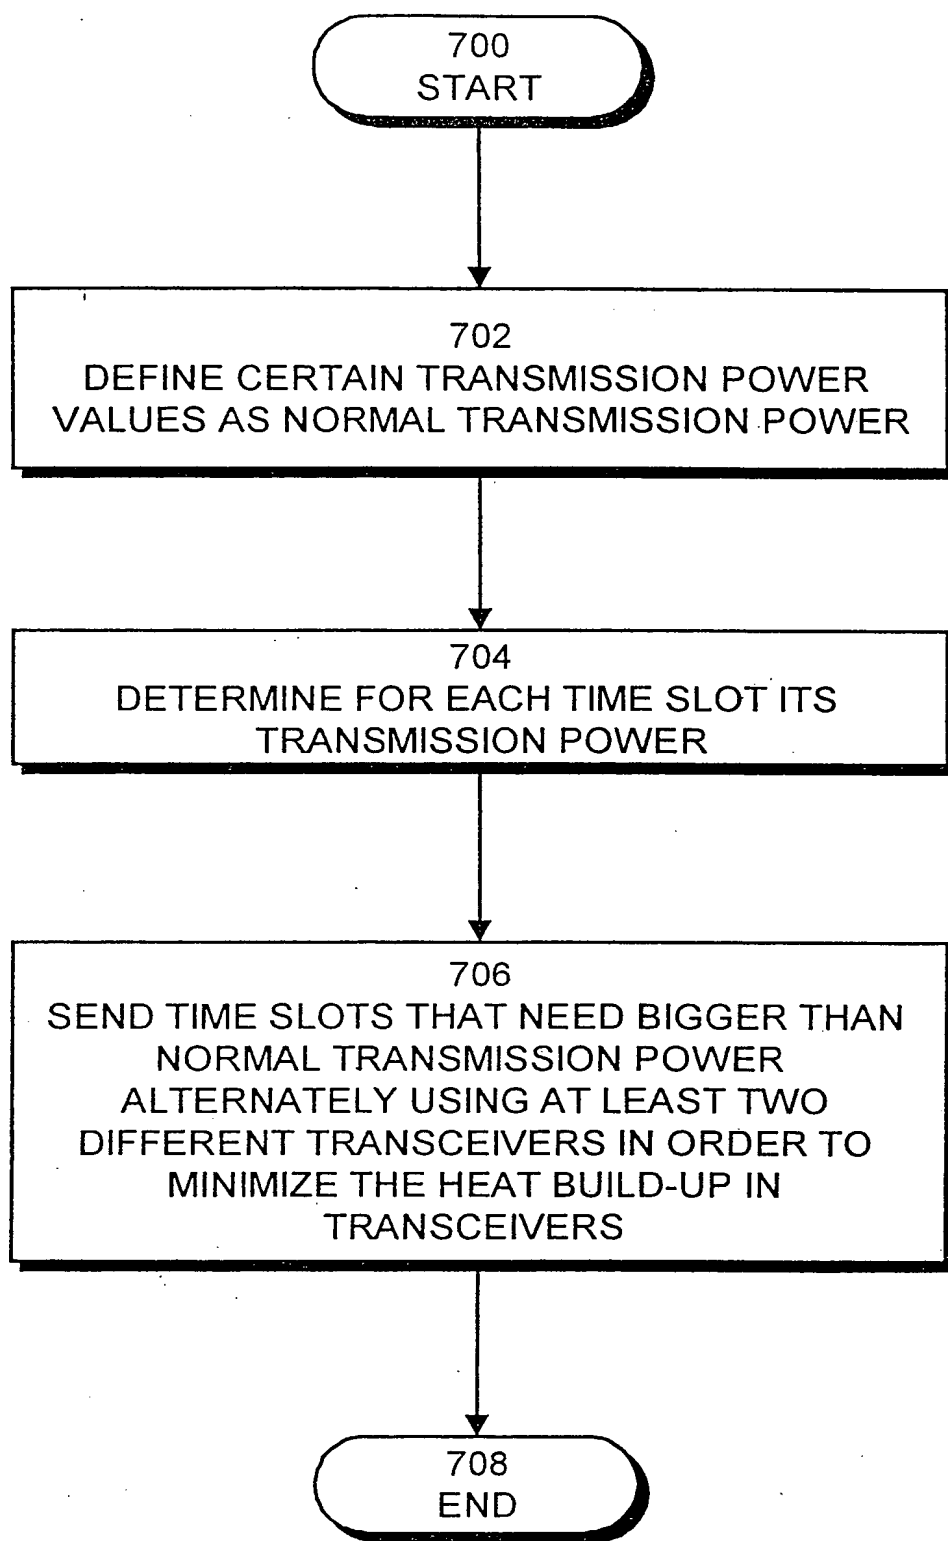 700
START
702
DEFINE CERTAIN TRANSMISSION POWER
VALUES AS NORMAL TRANSMISSION POWER
704
DETERMINE FOR EACH TIME SLOT ITS
TRANSMISSION POWER
706
SEND TIME SLOTS THAT NEED BIGGER THAN
NORMAL TRANSMISSION POWER
ALTERNATELY USING AT LEAST TWO
DIFFERENT TRANSCEIVERS IN ORDER TO
MINIMIZE THE HEAT BUILD-UP IN
TRANSCEIVERS
708
END